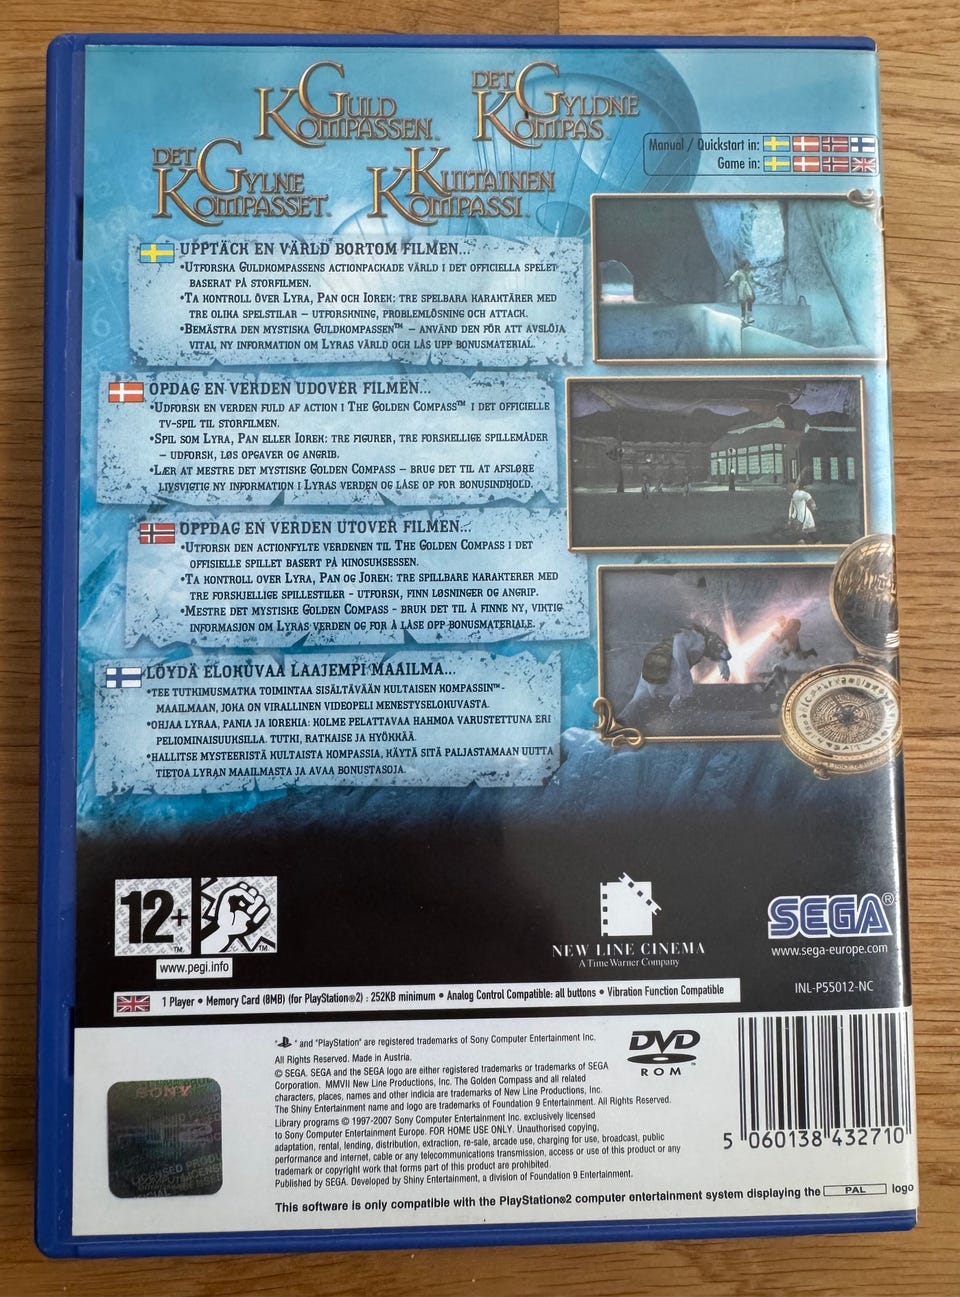 GULD KOMPASSEN™
DET GYLDNE KOMPAS™
DET GYLNE KOMPASSET™
KULTAINEN KOMPASSI™
Manual / Quickstart in:
Game in:
UPPTÄCK EN VÄRLD BORTOM FILMEN...
•UTFORSKA GULDKOMPASSENS ACTIONPACKADE VÄRLD I DET OFFICIELLA SPELET
BASERAT PÅ STORFILMEN.
•TA KONTROLL ÖVER LYRA, PAN OCH IOREK: TRE SPELBARA KARAKTÄRER MED
TRE OLIKA SPELSTILAR – UTFORSKNING, PROBLEMLÖSNING OCH ATTACK.
•BEMÄSTRA DEN MYSTISKA GULDKOMPASSEN™ – ANVÄND DEN FÖR ATT AVSLÖJA
VITAL NY INFORMATION OM LYRAS VÄRLD OCH LÅS UPP BONUSMATERIAL.
OPDAG EN VERDEN UDOVER FILMEN...
•UDFORSK EN VERDEN FULD AF ACTION I THE GOLDEN COMPASS™ I DET OFFICIELLE
TV-SPIL TIL STORFILMEN.
•SPIL SOM LYRA, PAN ELLER IOREK: TRE FIGURER, TRE FORSKELLIGE SPILLEMÅDER
– UDFORSK, LØS OPGAVER OG ANGRIB.
•LÆR AT MESTRE DET MYSTISKE GOLDEN COMPASS – BRUG DET TIL AT AFSLØRE
LIVSVIGTIG NY INFORMATION I LYRAS VERDEN OG LÅSE OP FOR BONUSINDHOLD.
OPPDAG EN VERDEN UTOVER FILMEN...
•UTFORSK DEN ACTIONFYLTE VERDENEN TIL THE GOLDEN COMPASS I DET
OFFISIELLE SPILLET BASERT PÅ KINOSUKSESSEN.
•TA KONTROLL OVER LYRA, PAN OG JOREK: TRE SPILLBARE KARAKTERER MED
TRE FORSKJELLIGE SPILLESTILER - UTFORSK, FINN LØSNINGER OG ANGRIP.
•MESTRE DET MYSTISKE GOLDEN COMPASS - BRUK DET TIL Å FINNE NY, VIKTIG
INFORMASJON OM LYRAS VERDEN OG FOR Å LÅSE OPP BONUSMATERIALE.
LÖYDÄ ELOKUVAA LAAJEMPI MAAILMA...
•TEE TUTKIMUSMATKA TOIMINTAA SISÄLTÄVÄÄN KULTAISEN KOMPASSIN™-
MAAILMAAN, JOKA ON VIRALLINEN VIDEOPELI MENESTYSELOKUVASTA.
•OHJAA LYRAA, PANIA JA IOREKIA: KOLME PELATTAVAA HAHMOA VARUSTETTUNA ERI
PELIOMINAISUUKSILLA. TUTKI, RATKAISE JA HYÖKKÄÄ.
•HALLITSE MYSTEERISTÄ KULTAISTA KOMPASSIA, KÄYTÄ SITÄ PALJASTAMAAN UUTTA
TIETOA LYRAN MAAILMASTA JA AVAA BONUSTASOJA.
12+™
™
www.pegi.info
NEW LINE CINEMA
A Time Warner Company
SEGA®
www.sega-europe.com
INL-P55012-NC
1 Player • Memory Card (8MB) (for PlayStation®2) : 252KB minimum • Analog Control Compatible: all buttons • Vibration Function Compatible
" " and "PlayStation" are registered trademarks of Sony Computer Entertainment Inc.
All Rights Reserved. Made in Austria.
© SEGA. SEGA and the SEGA logo are either registered trademarks or trademarks of SEGA
Corporation. MMVII New Line Productions, Inc. The Golden Compass and all related
characters, places, names and other indicia are trademarks of New Line Productions, Inc.
The Shiny Entertainment name and logo are trademarks of Foundation 9 Entertainment. All Rights Reserved.
Library programs © 1997-2007 Sony Computer Entertainment Inc. exclusively licensed
to Sony Computer Entertainment Europe. FOR HOME USE ONLY. Unauthorised copying,
adaptation, rental, lending, distribution, extraction, re-sale, arcade use, charging for use, broadcast, public
performance and internet, cable or any telecommunications transmission, access or use of this product or any
trademark or copyright work that forms part of this product are prohibited.
Published by SEGA. Developed by Shiny Entertainment, a division of Foundation 9 Entertainment.
This software is only compatible with the PlayStation®2 computer entertainment system displaying the PAL logo
DVD
ROM
5 060138 432710
SONY